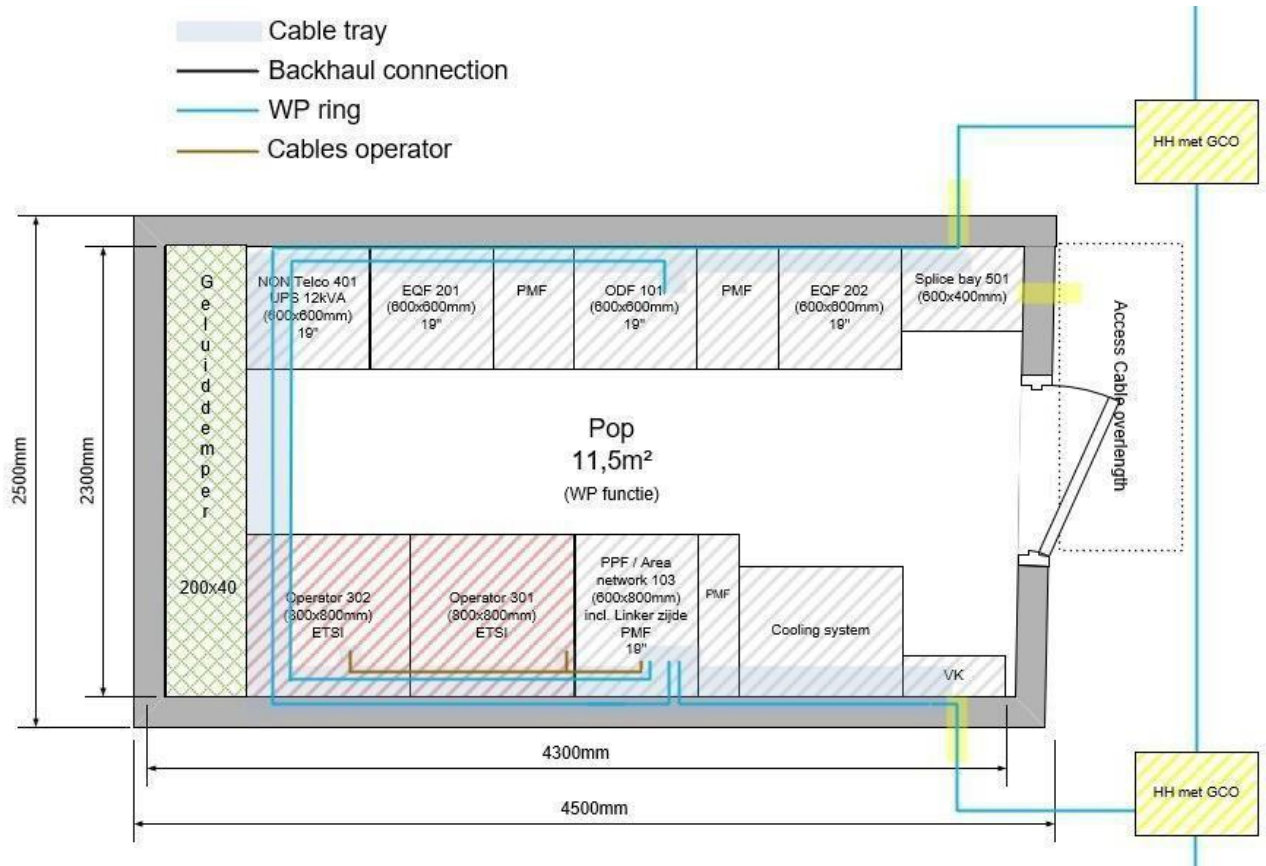 Cable tray
Backhaul connection
WP ring
Cables operator
HH met GCO
Geluiddemper
200x40
NON Telco 401
UPS 12kVA
(600x600mm)
19"
EQF 201
(600x600mm)
19"
PMF
ODF 101
(600x600mm)
19"
PMF
EQF 202
(600x600mm)
19"
Splice bay 501
(600x400mm)
Access Cable overlength
2500mm
2300mm
Pop
11,5m²
(WP functie)
Operator 302
(800x800mm)
ETSI
Operator 301
(800x800mm)
ETSI
PPF / Area
network 103
(600x800mm)
incl. Linker zijde
PMF
19"
PMF
Cooling system
VK
4300mm
4500mm
HH met GCO